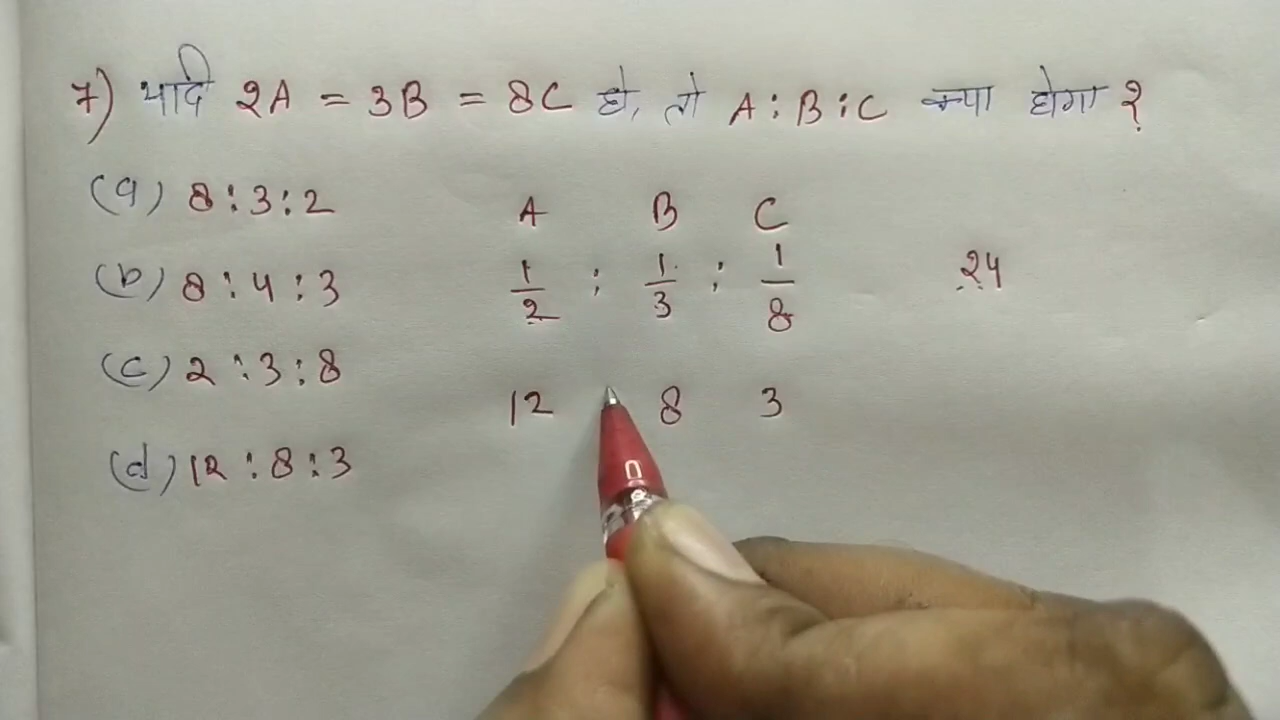 7) यादि 2A = 3B = 8C हो, तो A:B:C क्या होगा ?
(a) 8:3:2
(b) 8:4:3
(c) 2:3:8
(d) 12:8:3
A B C
1/2 : 1/3 : 1/8
24
12 8 3